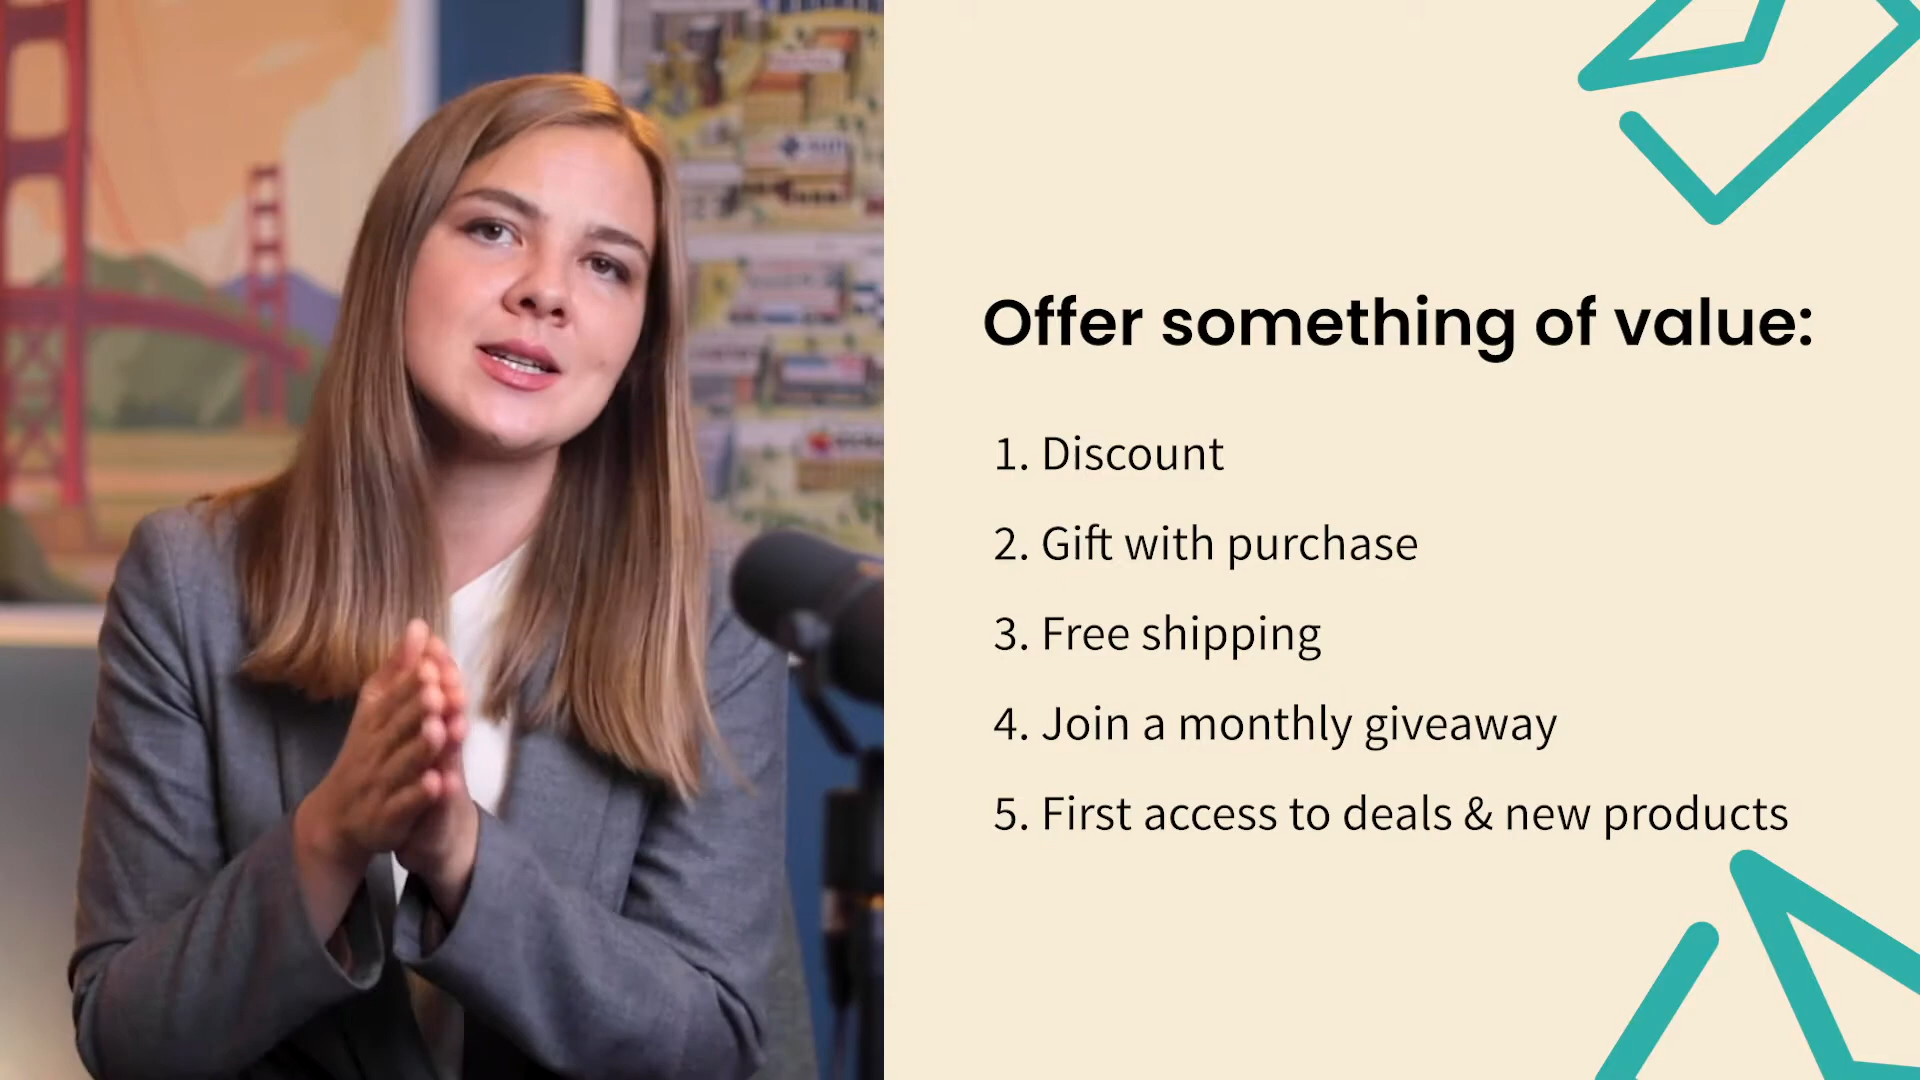 Offer something of value:
1. Discount
2. Gift with purchase
3. Free shipping
4. Join a monthly giveaway
5. First access to deals & new products